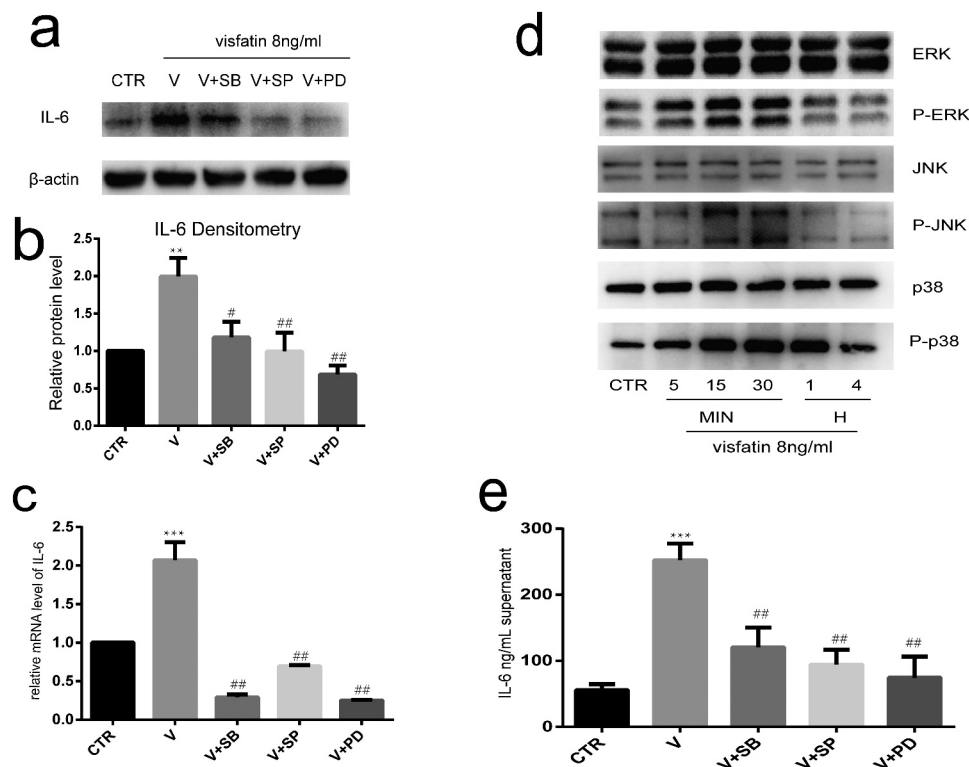 a
visfatin 8ng/ml
CTR V V+SB V+SP V+PD
IL-6
β-actin
b
IL-6 Densitometry
Relative protein level
2.5
2.0
1.5
1.0
0.5
0.0
**
#
##
##
CTR
V
V+SB
V+SP
V+PD
c
relative mRNA level of IL-6
2.5
2.0
1.5
1.0
0.5
0.0
***
##
##
##
CTR
V
V+SB
V+SP
V+PD
d
ERK
P-ERK
JNK
P-JNK
p38
P-p38
CTR 5 15 30 1 4
MIN H
visfatin 8ng/ml
e
IL-6 ng/mL supernatant
300
200
100
0
***
##
##
##
CTR
V
V+SB
V+SP
V+PD